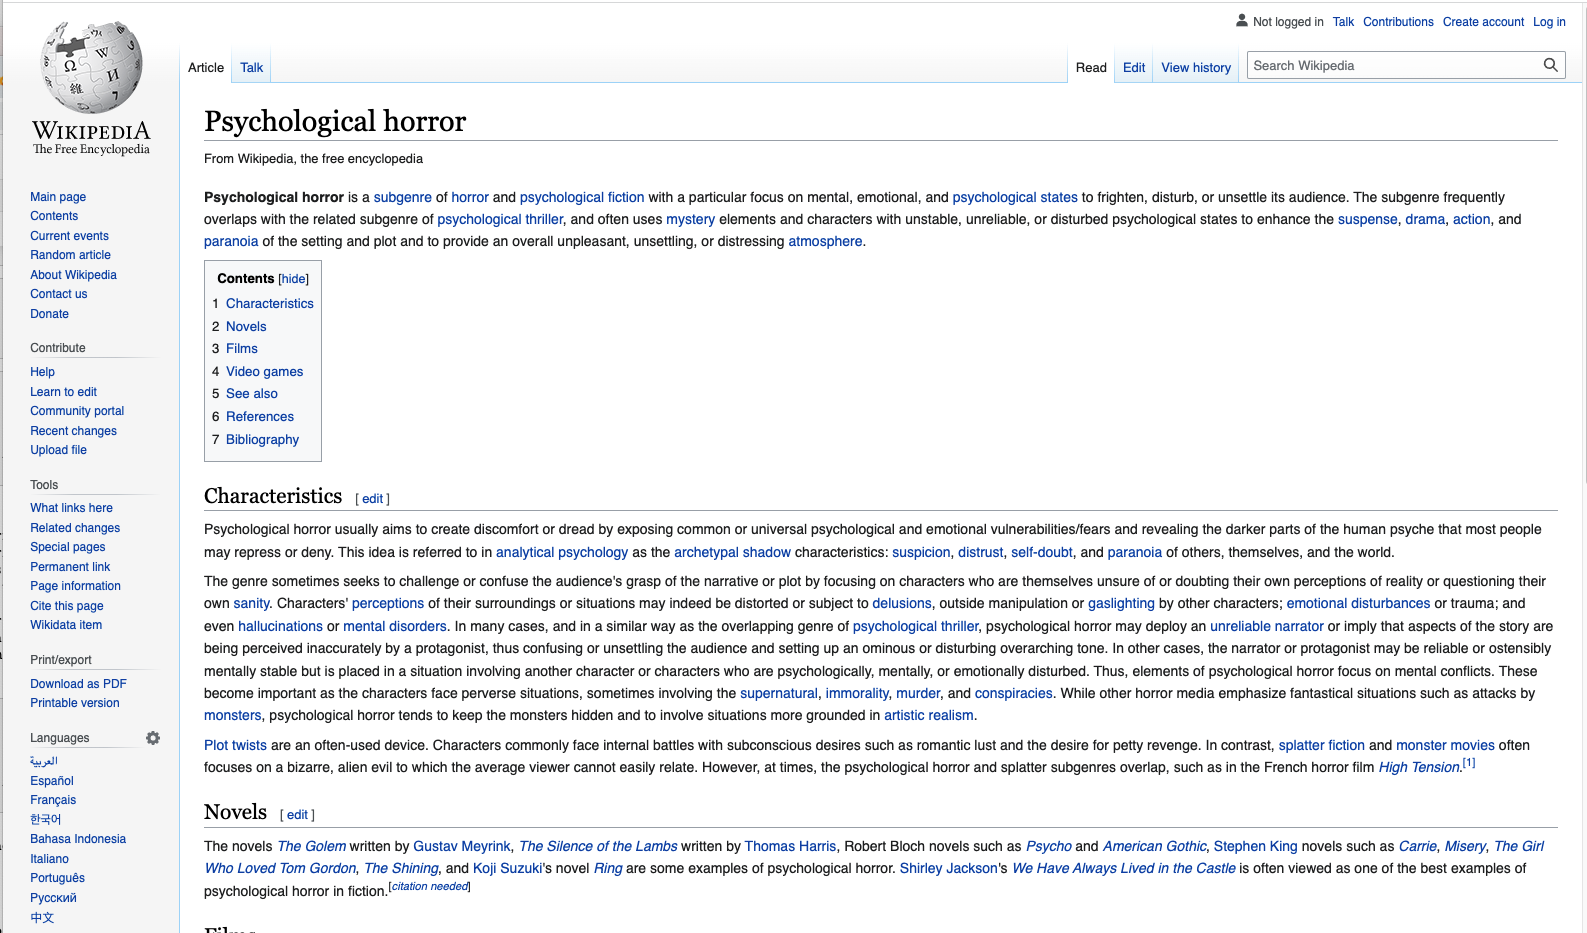 Not logged in Talk Contributions Create account Log in
Article Talk Read Edit View history Search Wikipedia
WIKIPEDIA
The Free Encyclopedia
Main page
Contents
Current events
Random article
About Wikipedia
Contact us
Donate
Contribute
Help
Learn to edit
Community portal
Recent changes
Upload file
Tools
What links here
Related changes
Special pages
Permanent link
Page information
Cite this page
Wikidata item
Print/export
Download as PDF
Printable version
Languages
العربية
Español
Français
한국어
Bahasa Indonesia
Italiano
Português
Русский
中文
Psychological horror
From Wikipedia, the free encyclopedia
Psychological horror is a subgenre of horror and psychological fiction with a particular focus on mental, emotional, and psychological states to frighten, disturb, or unsettle its audience. The subgenre frequently
overlaps with the related subgenre of psychological thriller, and often uses mystery elements and characters with unstable, unreliable, or disturbed psychological states to enhance the suspense, drama, action, and
paranoia of the setting and plot and to provide an overall unpleasant, unsettling, or distressing atmosphere.
Contents [hide]
1 Characteristics
2 Novels
3 Films
4 Video games
5 See also
6 References
7 Bibliography
Characteristics [ edit ]
Psychological horror usually aims to create discomfort or dread by exposing common or universal psychological and emotional vulnerabilities/fears and revealing the darker parts of the human psyche that most people
may repress or deny. This idea is referred to in analytical psychology as the archetypal shadow characteristics: suspicion, distrust, self-doubt, and paranoia of others, themselves, and the world.
The genre sometimes seeks to challenge or confuse the audience's grasp of the narrative or plot by focusing on characters who are themselves unsure of or doubting their own perceptions of reality or questioning their
own sanity. Characters' perceptions of their surroundings or situations may indeed be distorted or subject to delusions, outside manipulation or gaslighting by other characters; emotional disturbances or trauma; and
even hallucinations or mental disorders. In many cases, and in a similar way as the overlapping genre of psychological thriller, psychological horror may deploy an unreliable narrator or imply that aspects of the story are
being perceived inaccurately by a protagonist, thus confusing or unsettling the audience and setting up an ominous or disturbing overarching tone. In other cases, the narrator or protagonist may be reliable or ostensibly
mentally stable but is placed in a situation involving another character or characters who are psychologically, mentally, or emotionally disturbed. Thus, elements of psychological horror focus on mental conflicts. These
become important as the characters face perverse situations, sometimes involving the supernatural, immorality, murder, and conspiracies. While other horror media emphasize fantastical situations such as attacks by
monsters, psychological horror tends to keep the monsters hidden and to involve situations more grounded in artistic realism.
Plot twists are an often-used device. Characters commonly face internal battles with subconscious desires such as romantic lust and the desire for petty revenge. In contrast, splatter fiction and monster movies often
focuses on a bizarre, alien evil to which the average viewer cannot easily relate. However, at times, the psychological horror and splatter subgenres overlap, such as in the French horror film High Tension.[1]
Novels [ edit ]
The novels The Golem written by Gustav Meyrink, The Silence of the Lambs written by Thomas Harris, Robert Bloch novels such as Psycho and American Gothic, Stephen King novels such as Carrie, Misery, The Girl
Who Loved Tom Gordon, The Shining, and Koji Suzuki's novel Ring are some examples of psychological horror. Shirley Jackson's We Have Always Lived in the Castle is often viewed as one of the best examples of
psychological horror in fiction.[citation needed]
Films